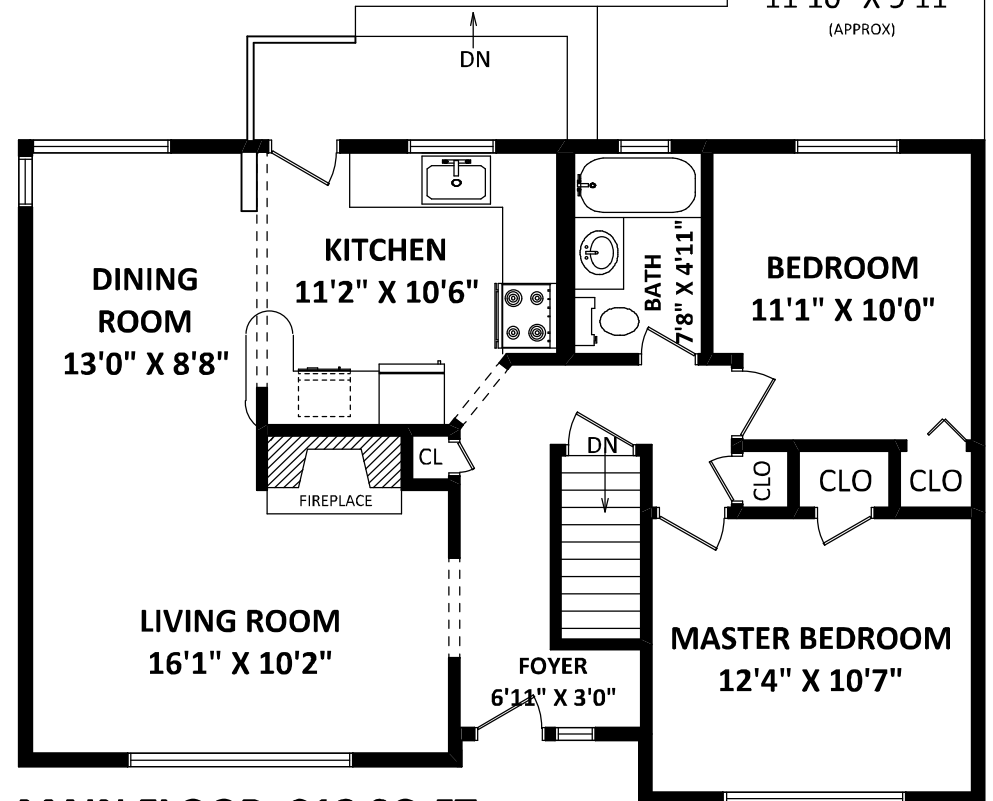 (APPROX)
DN
KITCHEN
11'2" X 10'6"
DINING
ROOM
13'0" X 8'8"
BATH
7'8" X 4'11"
BEDROOM
11'1" X 10'0"
CL
DN
CLO
CLO
CLO
FIREPLACE
LIVING ROOM
16'1" X 10'2"
FOYER
6'11" X 3'0"
MASTER BEDROOM
12'4" X 10'7"